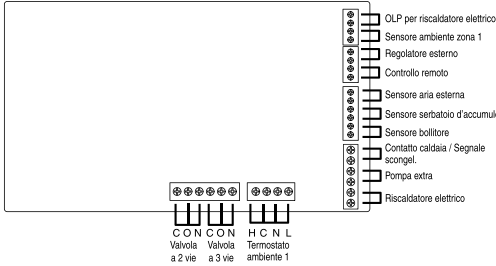 OLP per riscaldatore elettrico
Sensore ambiente zona 1
Regolatore esterno
Controllo remoto
Sensore aria esterna
Sensore serbatoio d'accumul
Sensore bollitore
Contatto caldaia / Segnale
scongel.
Pompa extra
Riscaldatore elettrico
C O N C O N H C N L
Valvola Valvola Termostato
a 2 vie a 3 vie ambiente 1